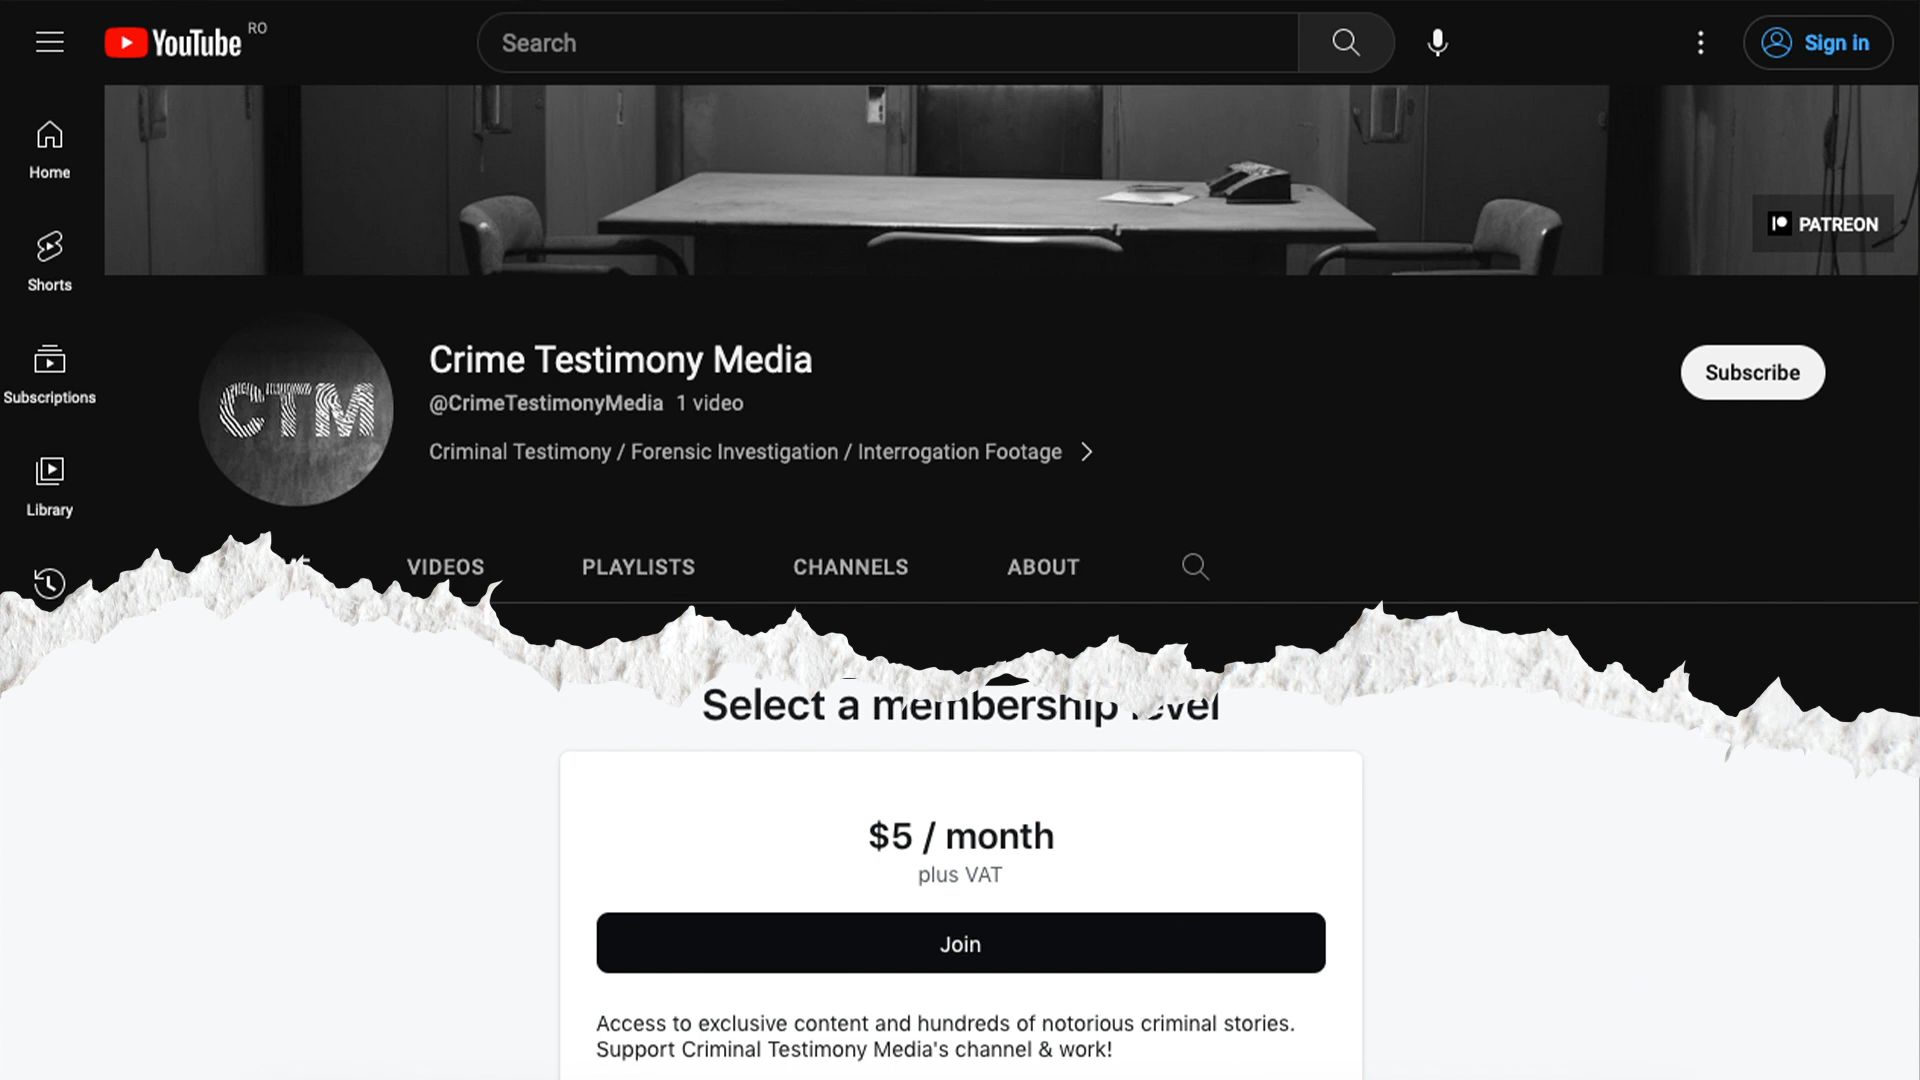 YouTube RO
Search
Sign in
Home
Shorts
Subscriptions
Library
PATREON
CTM
Crime Testimony Media
@CrimeTestimonyMedia 1 video
Criminal Testimony / Forensic Investigation / Interrogation Footage
Subscribe
VIDEOS PLAYLISTS CHANNELS ABOUT
Select a membership level
$5 / month
plus VAT
Join
Access to exclusive content and hundreds of notorious criminal stories.
Support Criminal Testimony Media's channel & work!